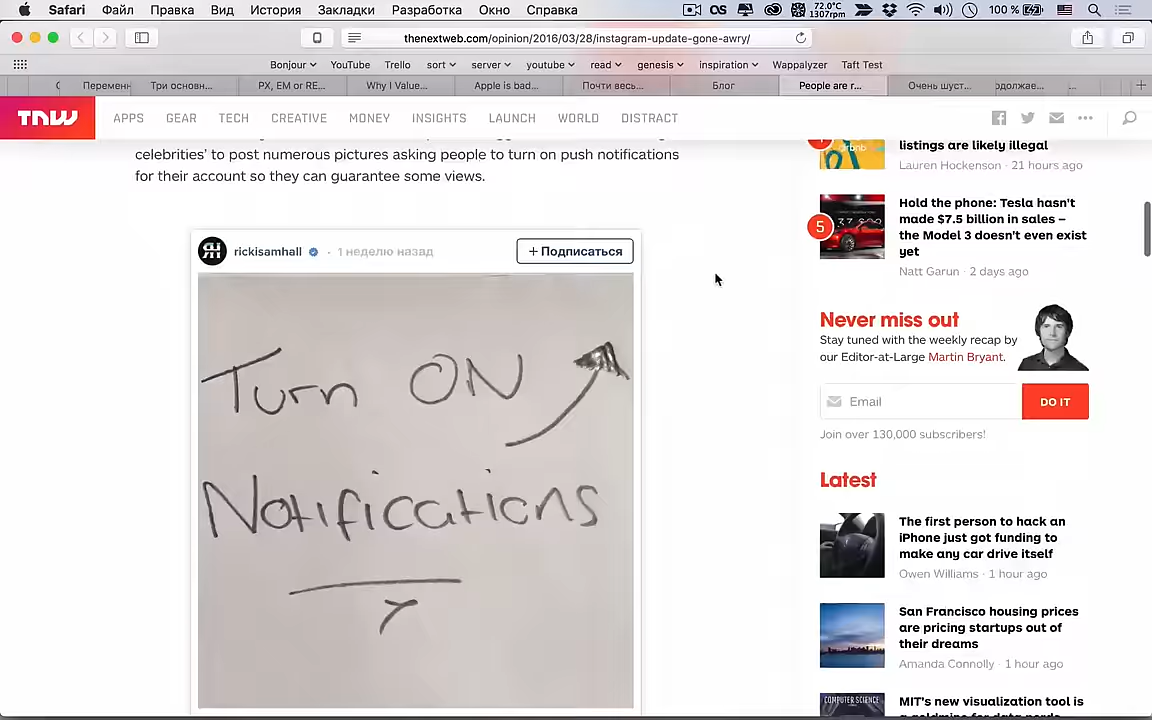 Safari Файл Правка Вид История Закладки Разработка Окно Справка
72.0°C
1307rpm
100 %
thenextweb.com/opinion/2016/03/28/instagram-update-gone-awry/
Bonjour YouTube Trello sort server youtube read genesis inspiration Wappalyzer Taft Test
Перемен Три основн... PX, EM or RE... Why I Value... Apple is bad... Почти весь... Блог People are r... Очень шуст... одолжае...
TNW APPS GEAR TECH CREATIVE MONEY INSIGHTS LAUNCH WORLD DISTRACT
celebrities' to post numerous pictures asking people to turn on push notifications
for their account so they can guarantee some views.
rickisamhall · 1 неделю назад
+ Подписаться
Turn ON
Notifications
listings are likely illegal
Lauren Hockenson · 21 hours ago
5
Hold the phone: Tesla hasn't
made $7.5 billion in sales –
the Model 3 doesn't even exist
yet
Natt Garun · 2 days ago
Never miss out
Stay tuned with the weekly recap by
our Editor-at-Large Martin Bryant.
Email
DO IT
Join over 130,000 subscribers!
Latest
The first person to hack an
iPhone just got funding to
make any car drive itself
Owen Williams · 1 hour ago
San Francisco housing prices
are pricing startups out of
their dreams
Amanda Connolly · 1 hour ago
COMPUTER SCIENCE
MIT's new visualization tool is